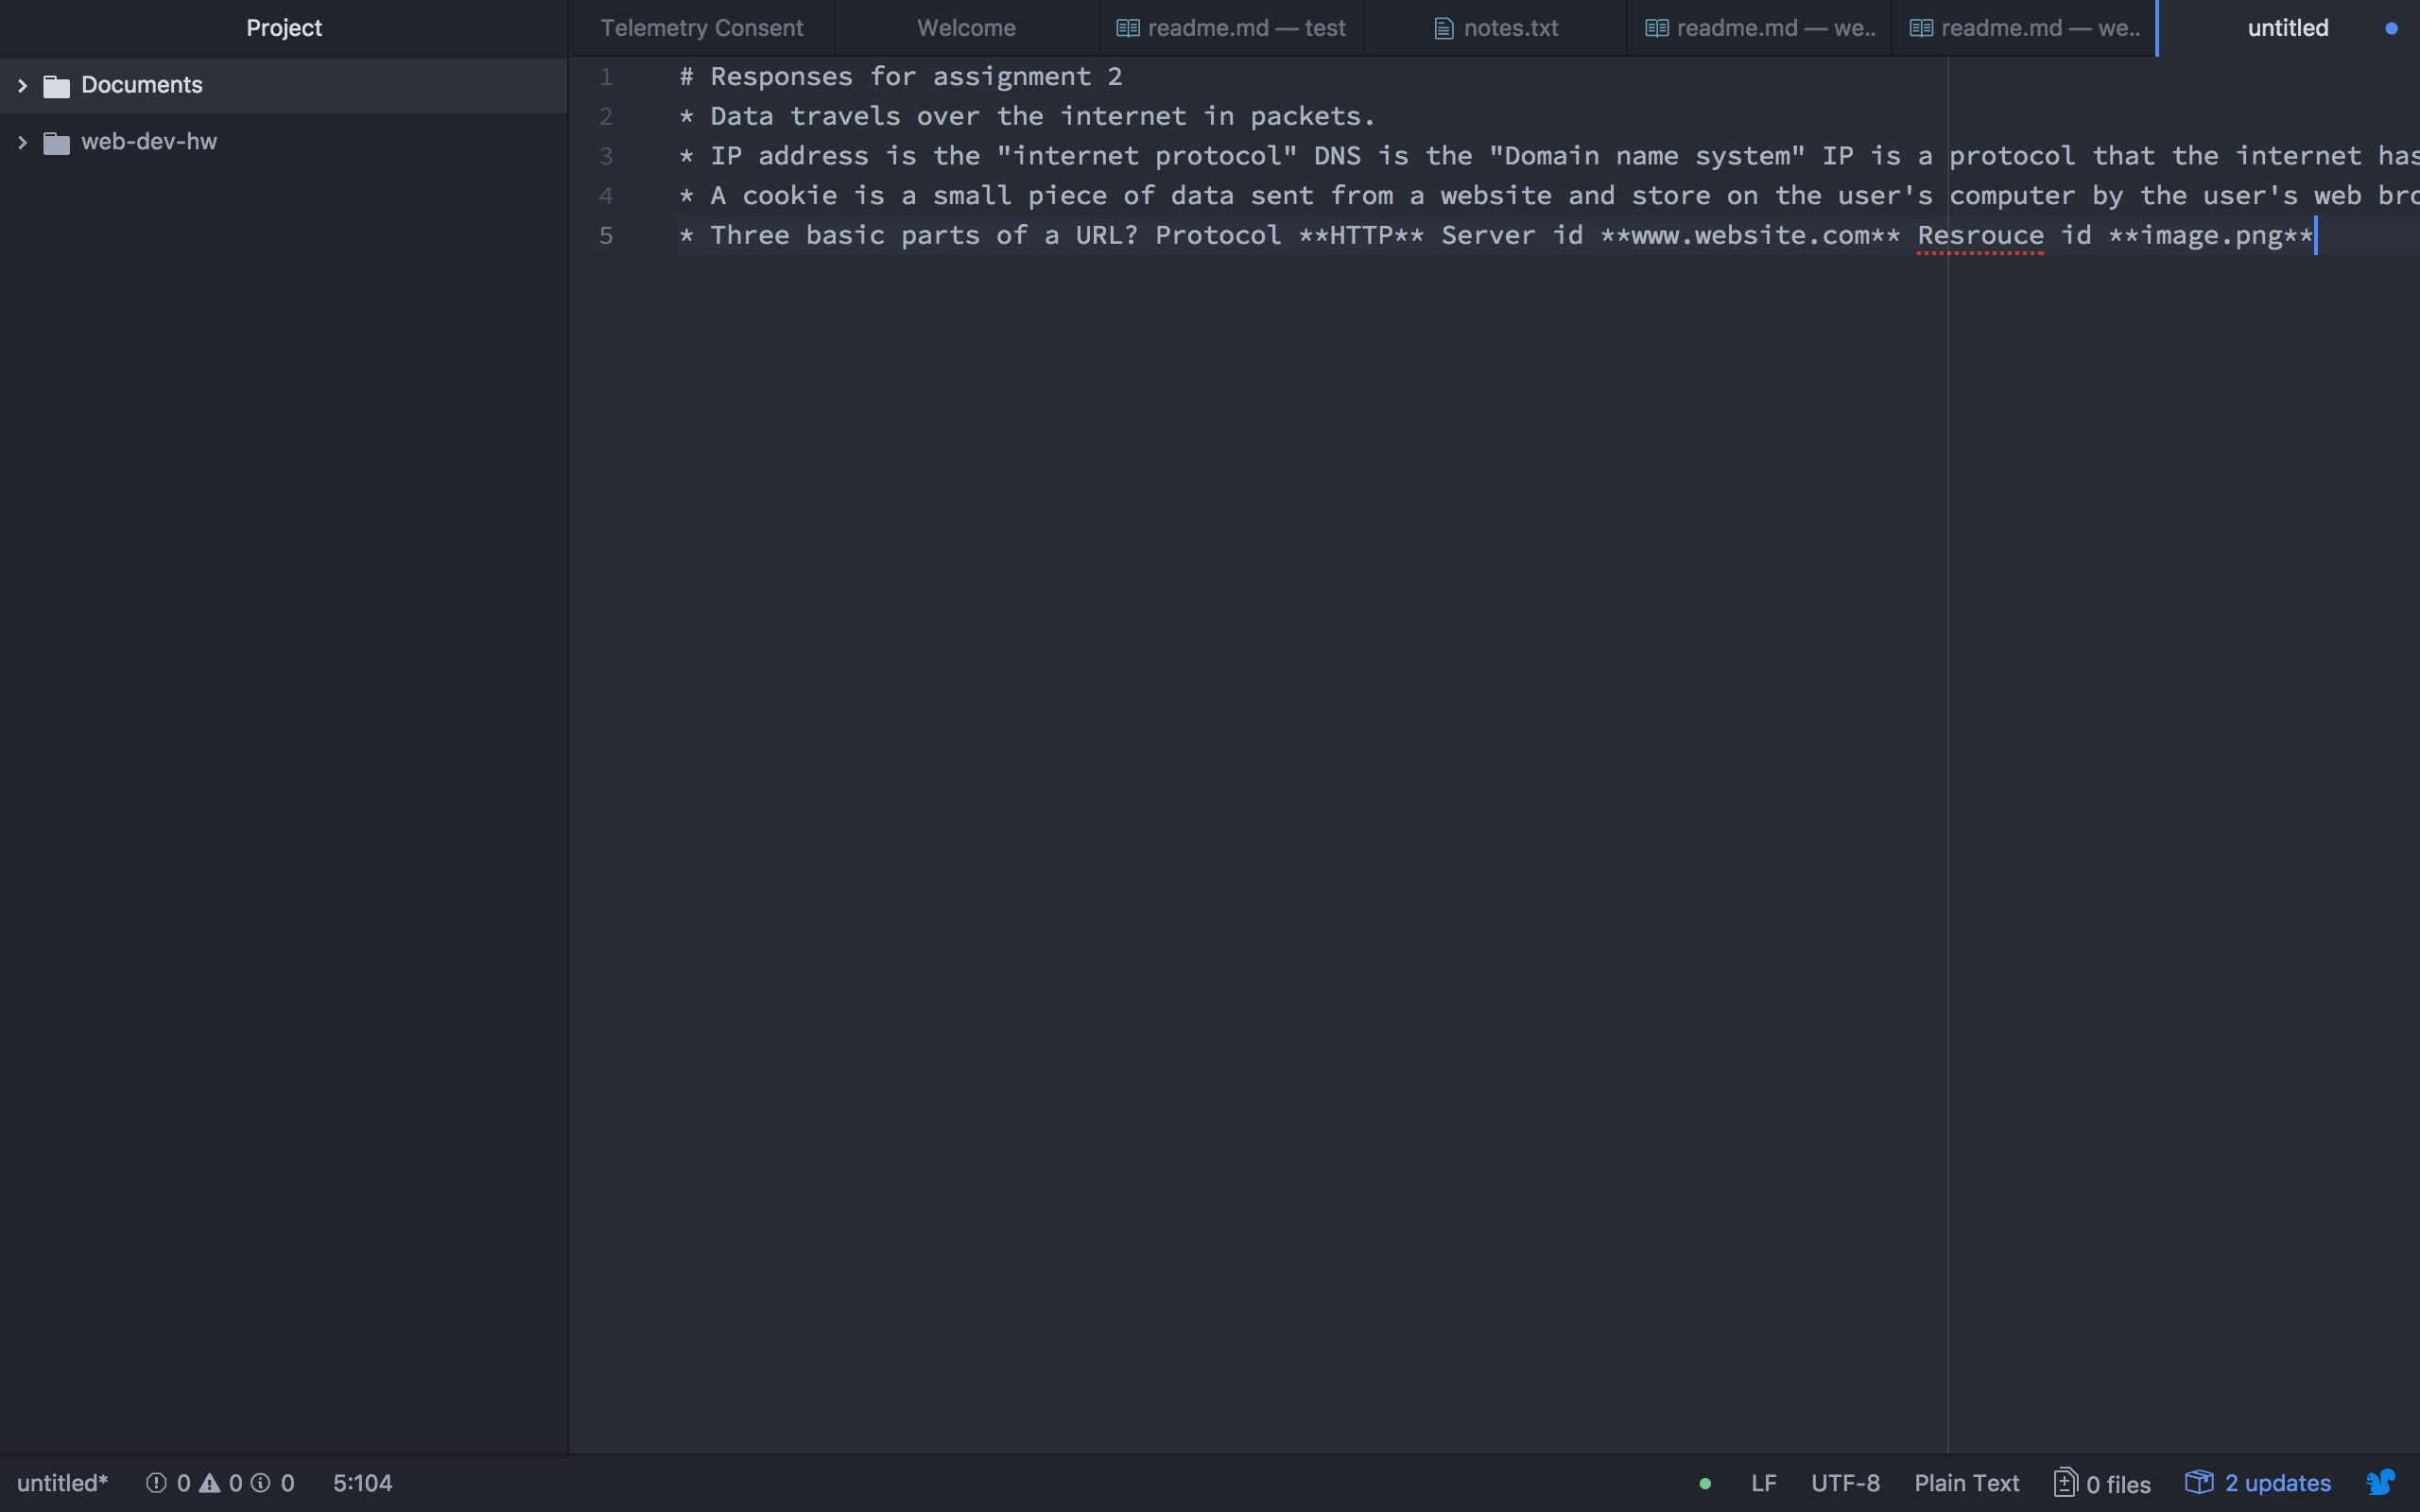 Project
Telemetry Consent
Welcome
readme.md — test
notes.txt
readme.md — we..
readme.md — we..
untitled
Documents
web-dev-hw
1 # Responses for assignment 2
2 * Data travels over the internet in packets.
3 * IP address is the "internet protocol" DNS is the "Domain name system" IP is a protocol that the internet has
4 * A cookie is a small piece of data sent from a website and store on the user's computer by the user's web bro
5 * Three basic parts of a URL? Protocol **HTTP** Server id **www.website.com** Resrouce id **image.png**
untitled* 0 0 0 5:104
LF UTF-8 Plain Text 0 files 2 updates